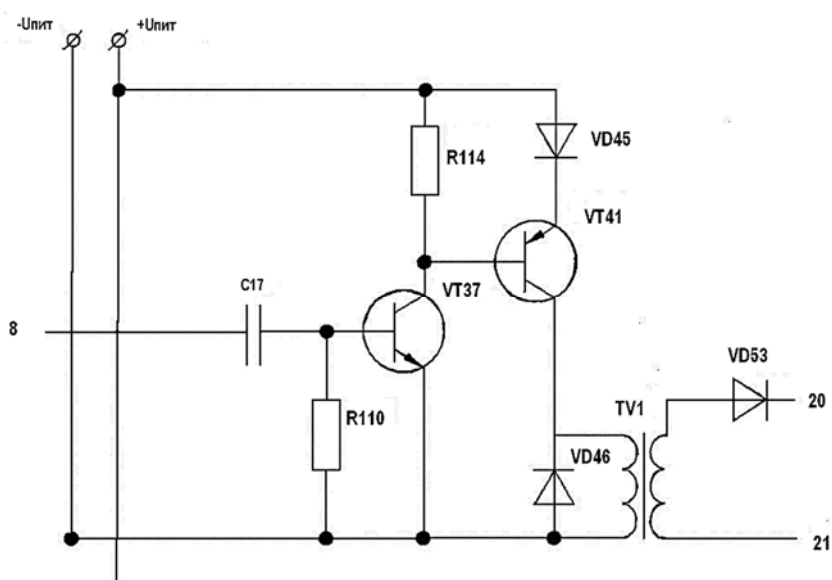 -Uпит
+Uпит
VD45
R114
VT41
C17
VT37
8
VD53
TV1
20
R110
VD46
21